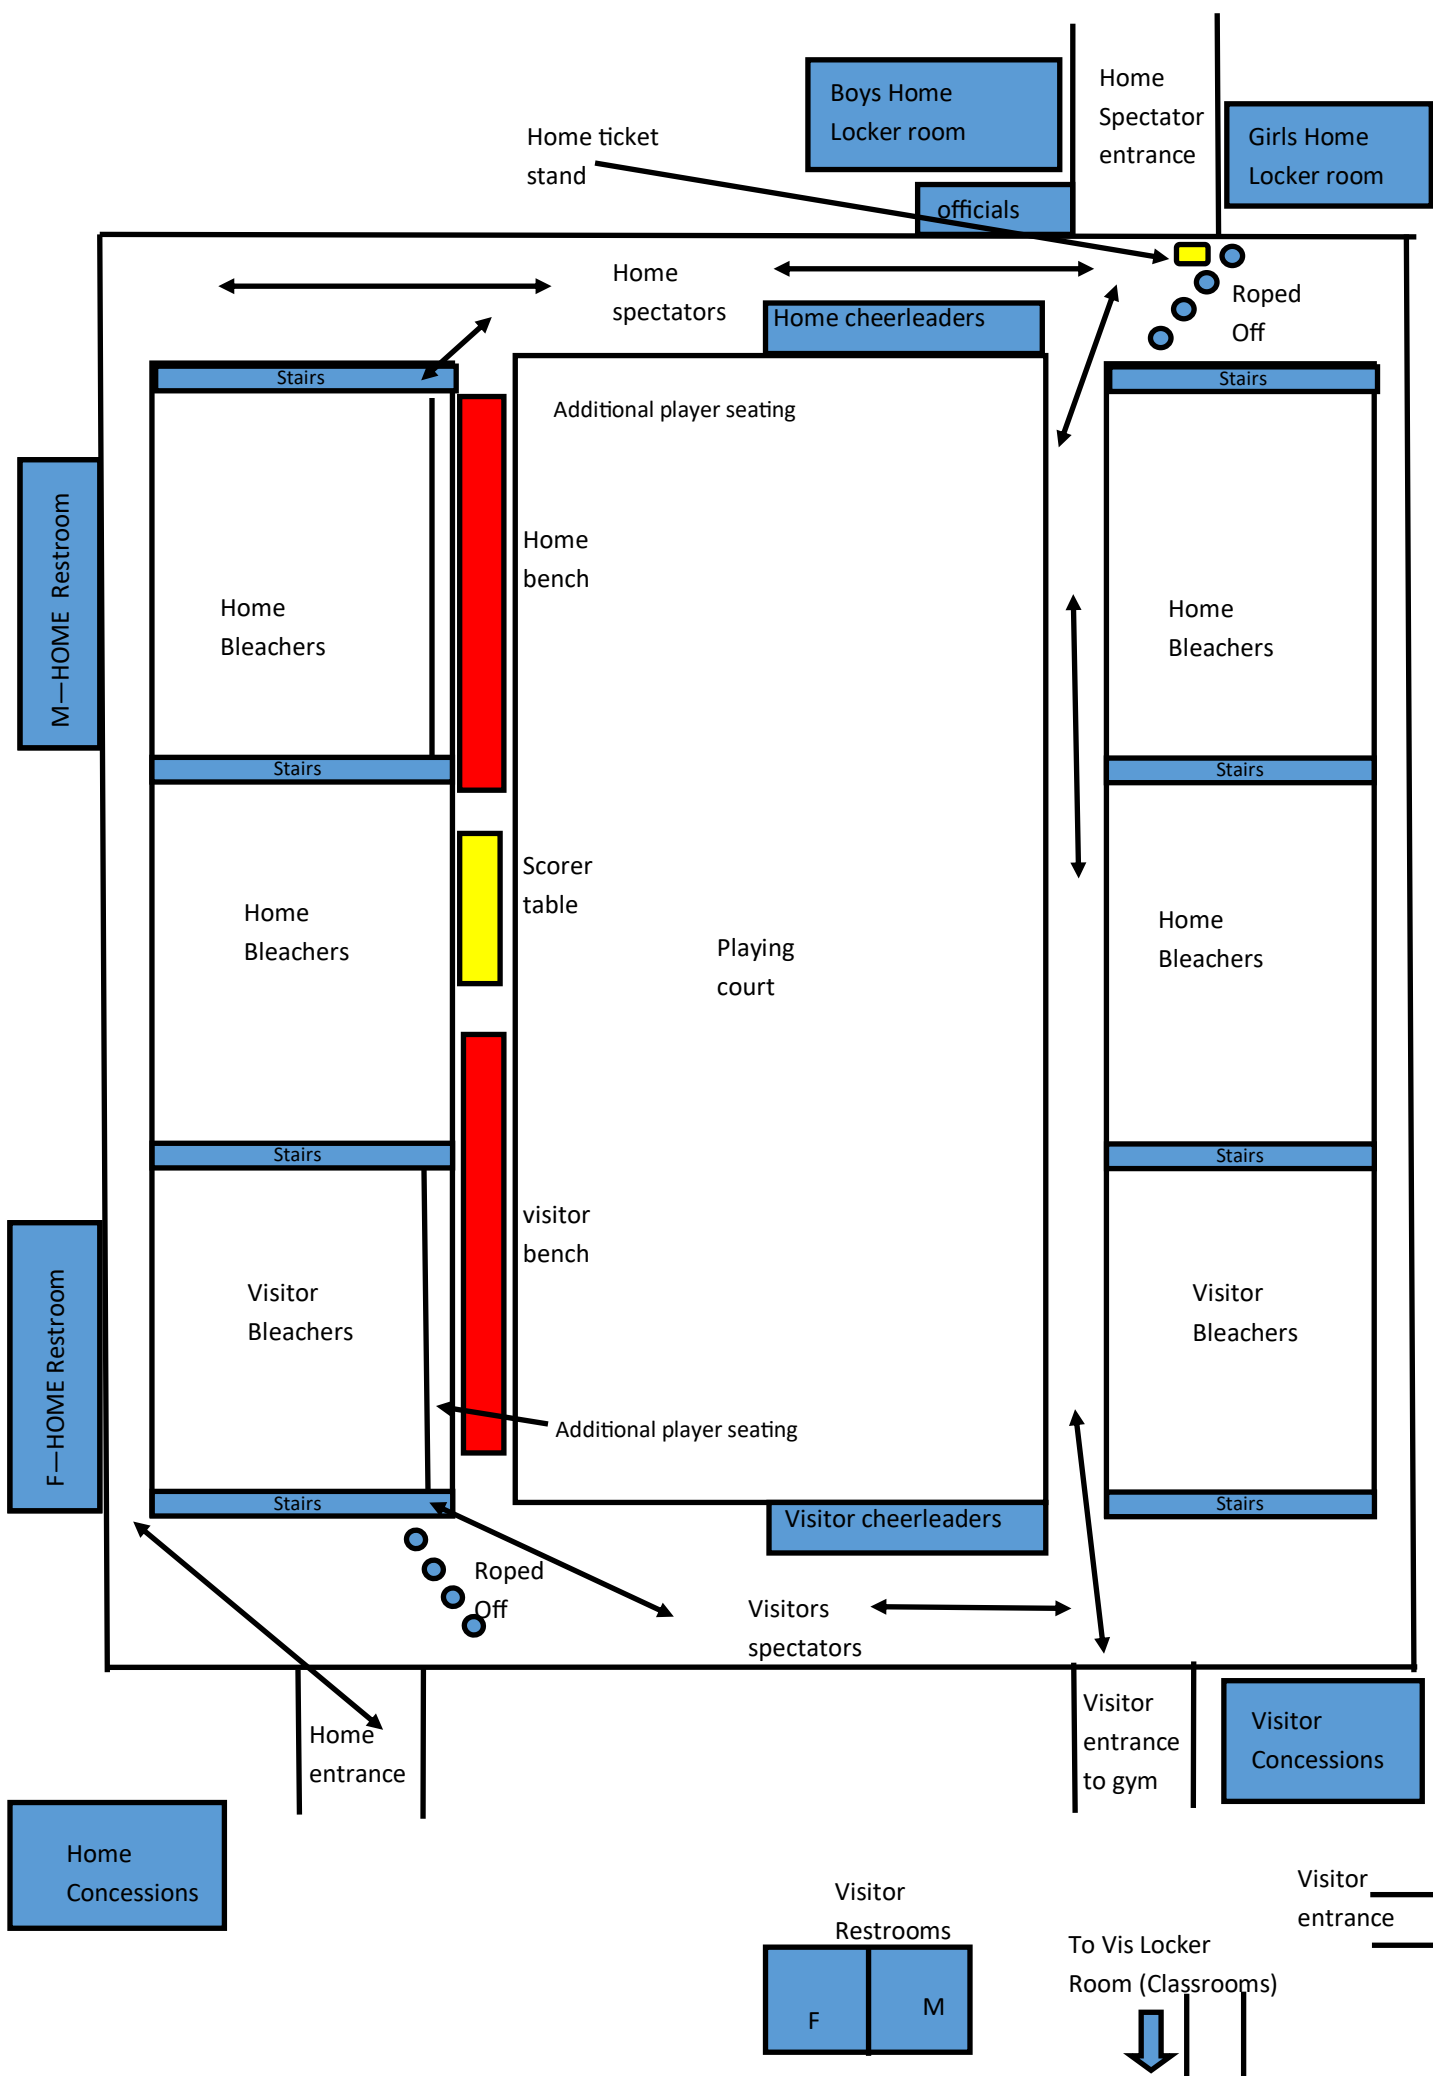 Boys Home
Locker room
Home
Spectator
entrance
Girls Home
Locker room
Home ticket
stand
officials
Home
spectators
Roped
Off
Home cheerleaders
Stairs
Stairs
Additional player seating
M—HOME Restroom
Home
bench
Home
Bleachers
Home
Bleachers
Stairs
Stairs
Scorer
table
Home
Bleachers
Home
Bleachers
Playing
court
Stairs
Stairs
visitor
bench
F—HOME Restroom
Visitor
Bleachers
Visitor
Bleachers
Additional player seating
Stairs
Stairs
Visitor cheerleaders
Roped
Off
Visitors
spectators
Home
entrance
Visitor
entrance
to gym
Visitor
Concessions
Home
Concessions
Visitor
Restrooms
F
M
Visitor
entrance
To Vis Locker
Room (Classrooms)